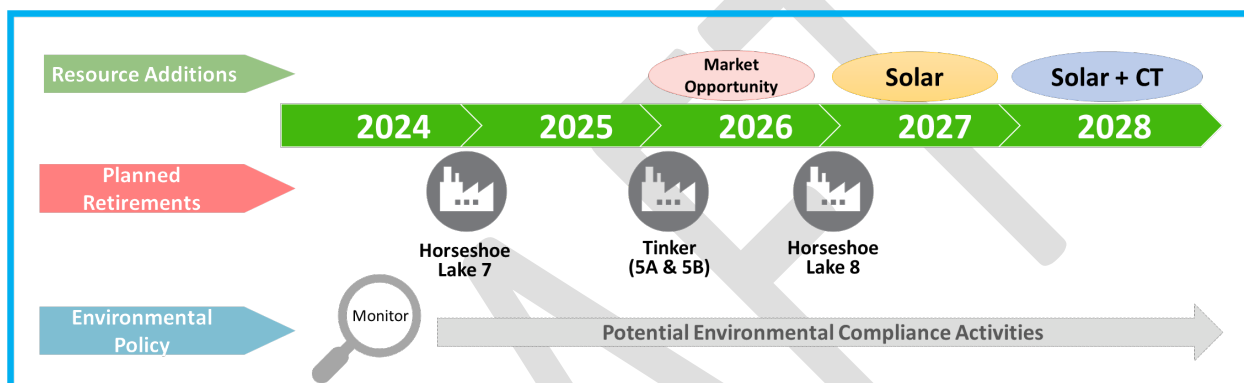 Resource Additions
Market
Opportunity
Solar
Solar + CT
2024
2025
2026
2027
2028
Planned
Retirements
Horseshoe
Lake 7
Tinker
(5A & 5B)
Horseshoe
Lake 8
Environmental
Policy
Monitor
Potential Environmental Compliance Activities